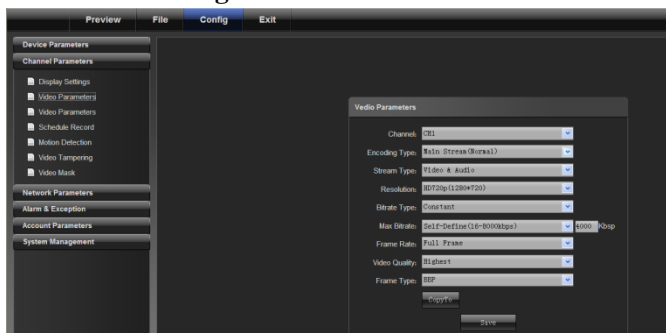 Preview File Config Exit
Device Parameters
Channel Parameters
Display Settings
Video Parameters
Video Parameters
Schedule Record
Motion Detection
Video Tampering
Video Mask
Network Parameters
Alarm & Exception
Account Parameters
System Management
Vedio Parameters
Channel: CH1
Encoding Type: Main Stream(Normal)
Stream Type: Video & Audio
Resolution: HD720p(1280*720)
Bitrate Type: Constant
Max Bitrate: Self-Define(16-8000kbps) 4000 Kbsp
Frame Rate: Full Frame
Video Quality: Highest
Frame Type: BBP
CopyTo
Save